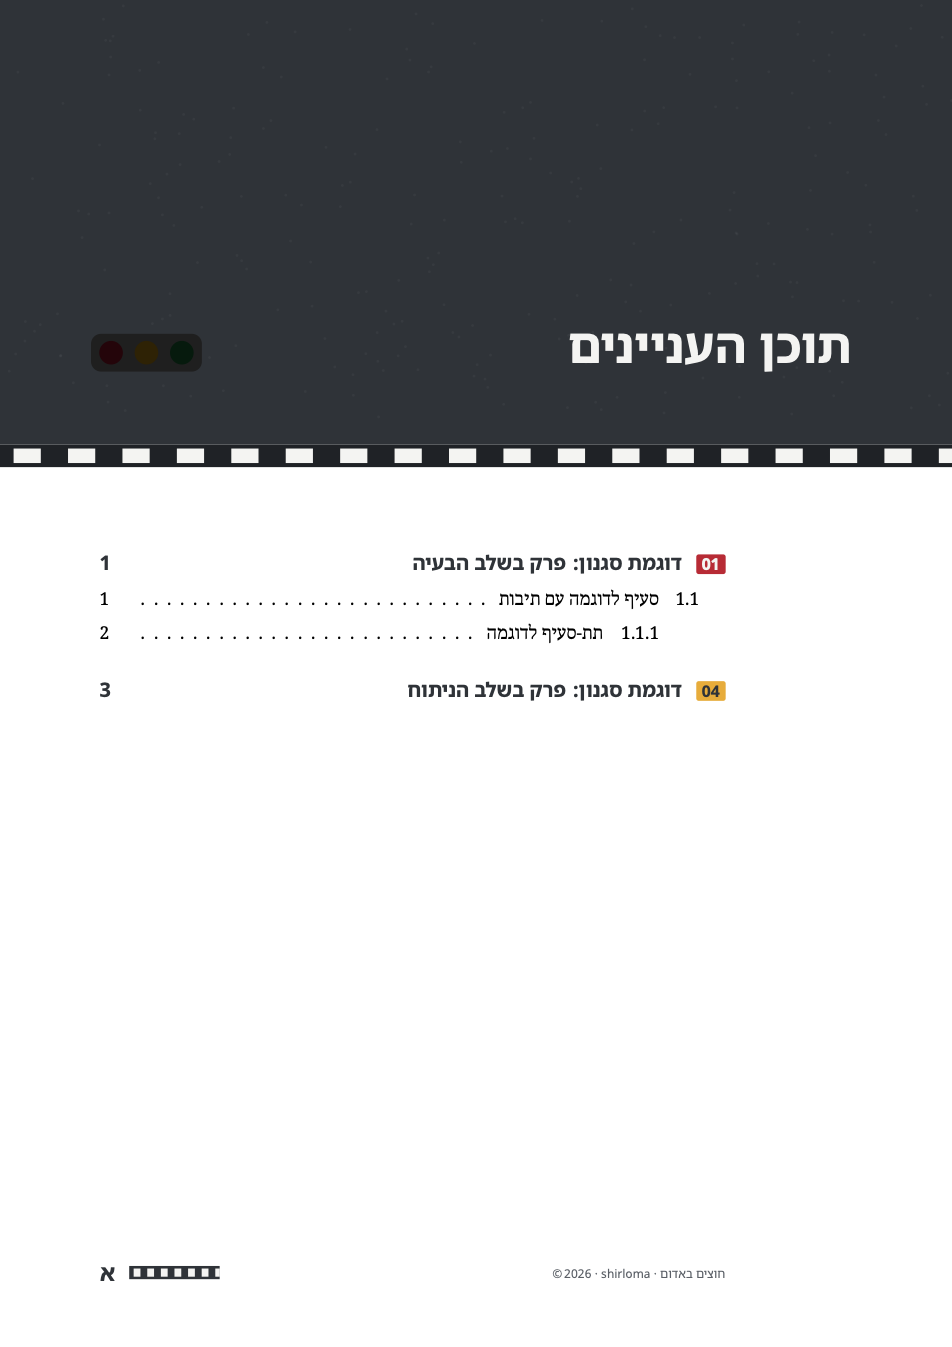 תוכן העניינים
01 דוגמת סגנון: פרק בשלב הבעיה 1
1.1 סעיף לדוגמה עם תיבות . . . . . . . . . . . . . . . . . . . . . . . . . . . 1
1.1.1 תת-סעיף לדוגמה . . . . . . . . . . . . . . . . . . . . . . . . . . 2
04 דוגמת סגנון: פרק בשלב הניתוח 3
חוצים באדום · shirloma · 2026 ©
א